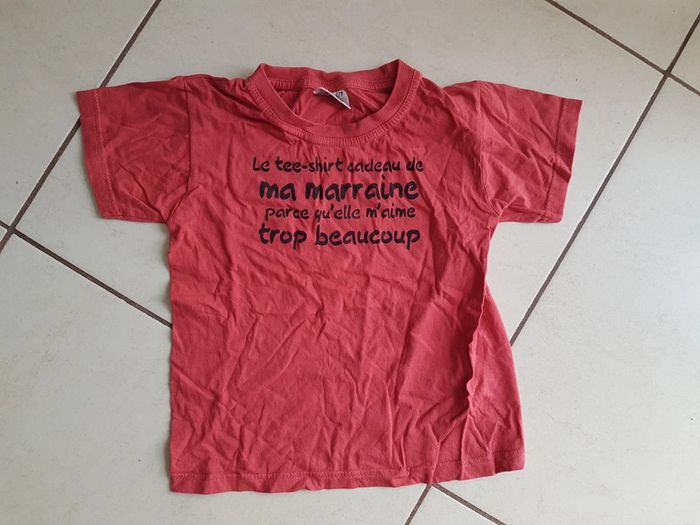 Le tee-shirt cadeau de
ma marraine
parce qu'elle m'aime
trop beaucoup